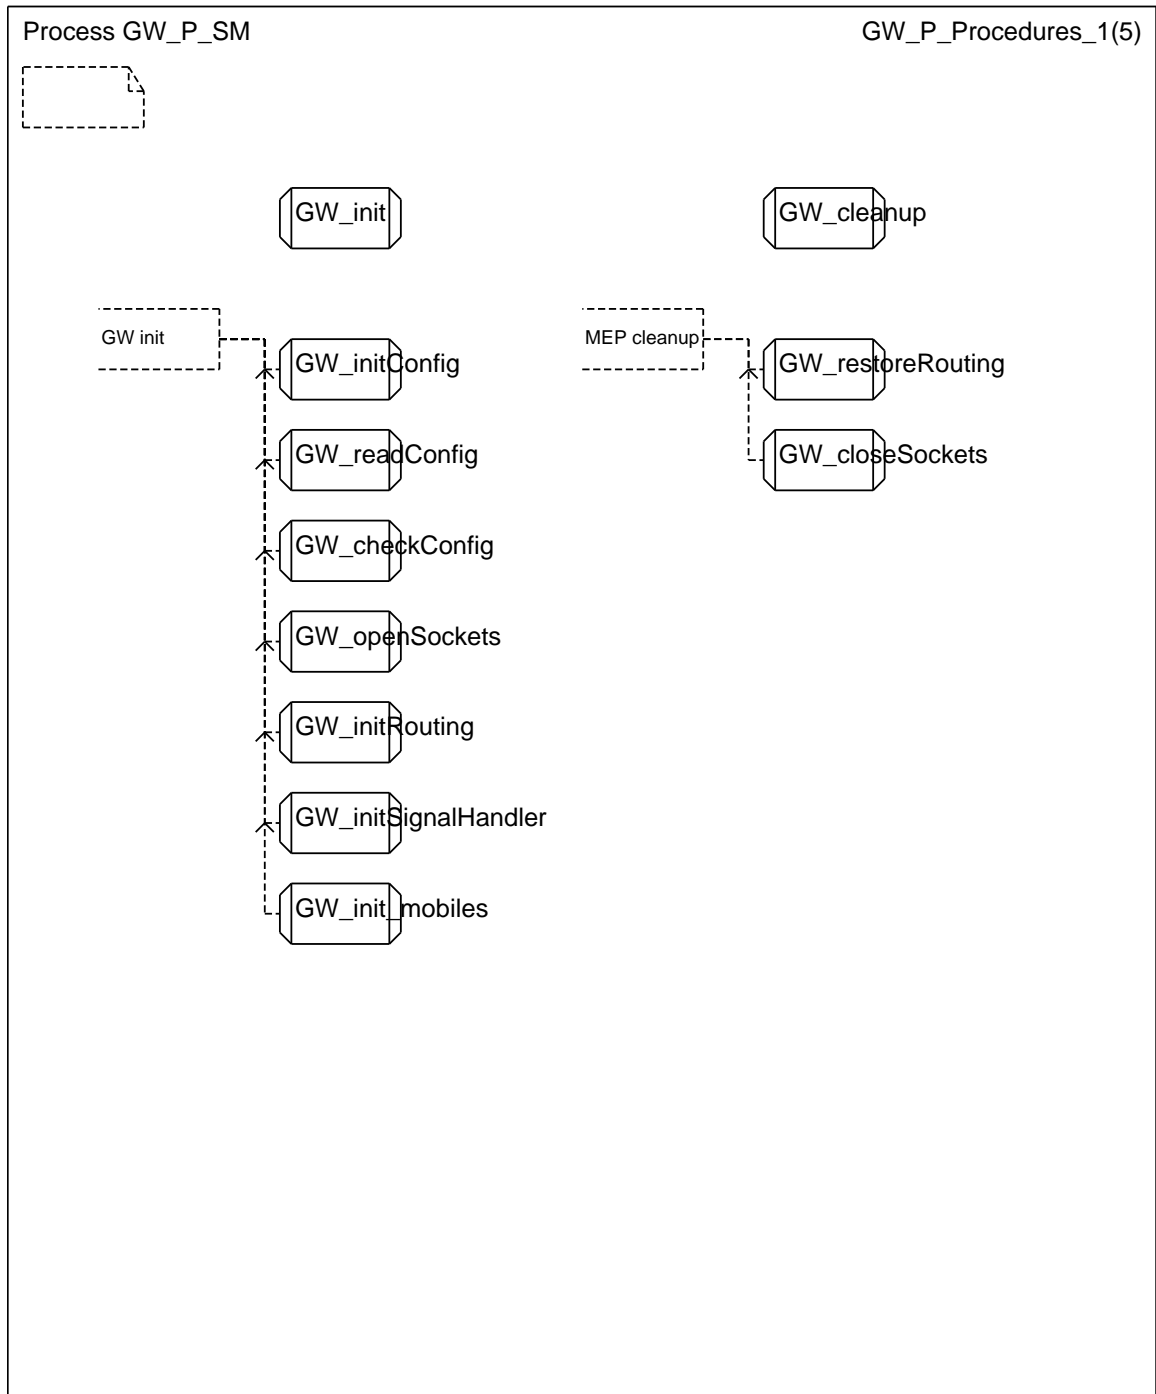 Process GW_P_SM
GW_P_Procedures_1(5)
GW_init
GW_cleanup
GW init
MEP cleanup
GW_initConfig
GW_restoreRouting
GW_readConfig
GW_closeSockets
GW_checkConfig
GW_openSockets
GW_initRouting
GW_initSignalHandler
GW_init_mobiles